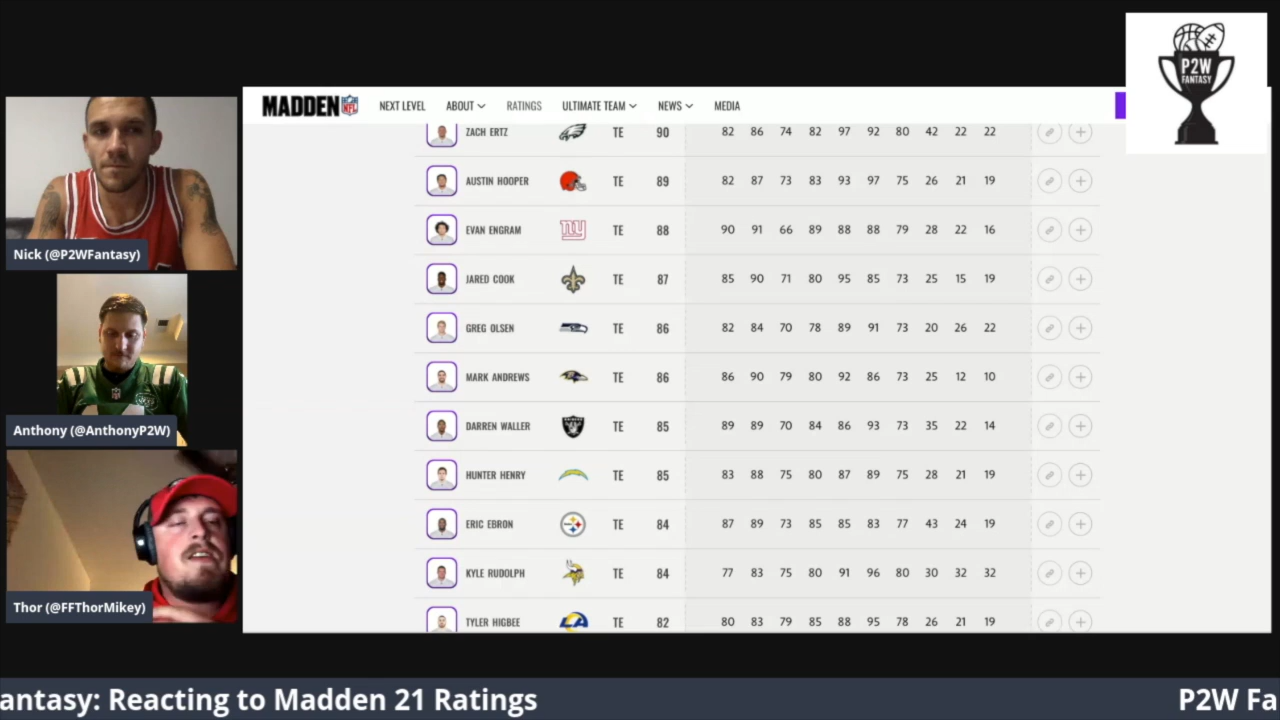 P2W
FANTASY
MADDEN NFL NEXT LEVEL ABOUT RATINGS ULTIMATE TEAM NEWS MEDIA
ZACH ERTZ TE 90 82 86 74 82 97 92 80 42 22 22
AUSTIN HOOPER TE 89 82 87 73 83 93 97 75 26 21 19
EVAN ENGRAM ny TE 88 90 91 66 89 88 88 79 28 22 16
JARED COOK TE 87 85 90 71 80 95 85 73 25 15 19
GREG OLSEN TE 86 82 84 70 78 89 91 73 20 26 22
MARK ANDREWS TE 86 86 90 79 80 92 86 73 25 12 10
DARREN WALLER RAIDERS TE 85 89 89 70 84 86 93 73 35 22 14
HUNTER HENRY TE 85 83 88 75 80 87 89 75 28 21 19
ERIC EBRON Steelers TE 84 87 89 73 85 85 83 77 43 24 19
KYLE RUDOLPH TE 84 77 83 75 80 91 96 80 30 32 32
TYLER HIGBEE LA TE 82 80 83 79 85 88 95 78 26 21 19
Nick (@P2WFantasy)
Anthony (@AnthonyP2W)
Thor (@FFThorMikey)
antasy: Reacting to Madden 21 Ratings P2W Fa